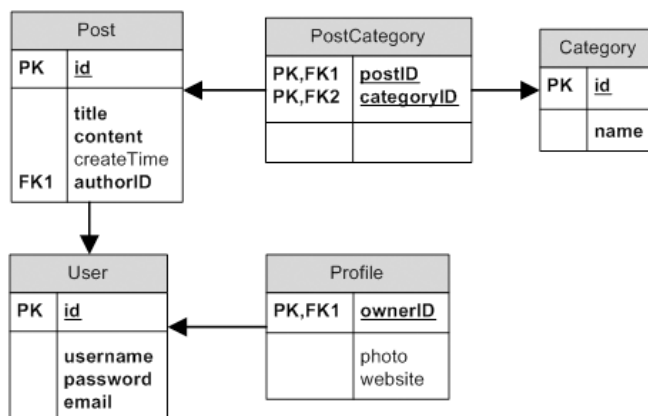 Post
PK id
title
content
createTime
FK1 authorID
PostCategory
PK,FK1 postID
PK,FK2 categoryID
Category
PK id
name
User
PK id
username
password
email
Profile
PK,FK1 ownerID
photo
website